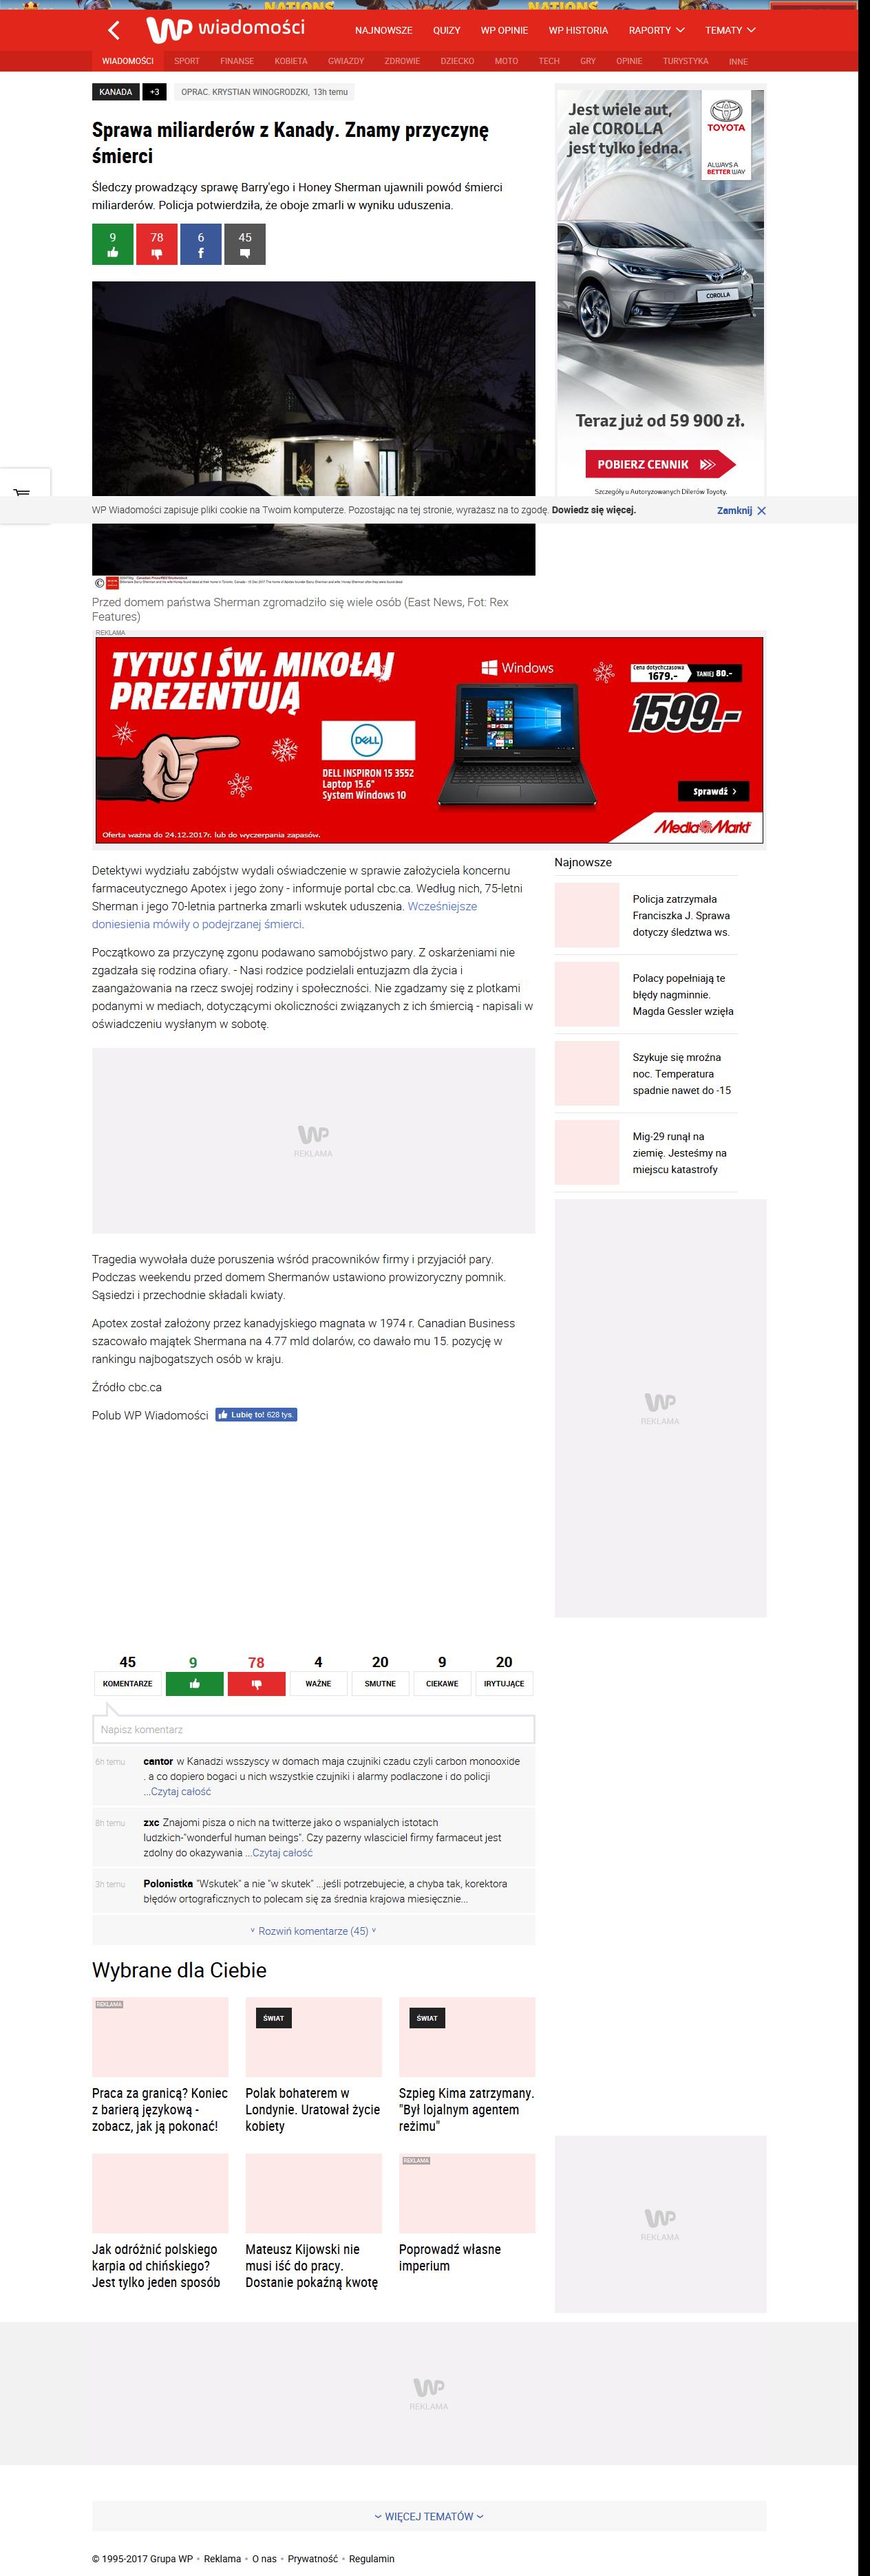 NATIONS
NATIONS
WP wiadomości
NAJNOWSZE QUIZY WP OPINIE WP HISTORIA RAPORTY TEMATY
WIADOMOŚCI SPORT FINANSE KOBIETA GWIAZDY ZDROWIE DZIECKO MOTO TECH GRY OPINIE TURYSTYKA INNE
KANADA +3 OPRAC. KRYSTIAN WINOGRODZKI, 13h temu
Sprawa miliarderów z Kanady. Znamy przyczynę
śmierci
Śledczy prowadzący sprawę Barry'ego i Honey Sherman ujawnili powód śmierci
miliarderów. Policja potwierdziła, że oboje zmarli w wyniku uduszenia.
9 78 6 45
Jest wiele aut,
ale COROLLA
jest tylko jedna.
TOYOTA
ALWAYS A
BETTER WAY
COROLLA
Teraz już od 59 900 zł.
POBIERZ CENNIK
Szczegóły u Autoryzowanych Dilerów Toyoty.
WP Wiadomości zapisuje pliki cookie na Twoim komputerze. Pozostając na tej stronie, wyrażasz na to zgodę. Dowiedz się więcej. Zamknij
©
Przed domem państwa Sherman zgromadziło się wiele osób (East News, Fot: Rex
Features)
REKLAMA
TYTUS I ŚW. MIKOŁAJ
PREZENTUJĄ
DELL
DELL INSPIRON 15 3552
Laptop 15.6"
System Windows 10
Windows
Cena dotychczasowa
1679.-
TANIEJ 80.-
1599.-
Sprawdź
Media Markt
Oferta ważna do 24.12.2017r. lub do wyczerpania zapasów.
Detektywi wydziału zabójstw wydali oświadczenie w sprawie założyciela koncernu
farmaceutycznego Apotex i jego żony - informuje portal cbc.ca. Według nich, 75-letni
Sherman i jego 70-letnia partnerka zmarli wskutek uduszenia. Wcześniejsze
doniesienia mówiły o podejrzanej śmierci.
Początkowo za przyczynę zgonu podawano samobójstwo pary. Z oskarżeniami nie
zgadzała się rodzina ofiary. - Nasi rodzice podzielali entuzjazm dla życia i
zaangażowania na rzecz swojej rodziny i społeczności. Nie zgadzamy się z plotkami
podanymi w mediach, dotyczącymi okoliczności związanych z ich śmiercią - napisali w
oświadczeniu wysłanym w sobotę.
WP
REKLAMA
Tragedia wywołała duże poruszenia wśród pracowników firmy i przyjaciół pary.
Podczas weekendu przed domem Shermanów ustawiono prowizoryczny pomnik.
Sąsiedzi i przechodnie składali kwiaty.
Apotex został założony przez kanadyjskiego magnata w 1974 r. Canadian Business
szacowało majątek Shermana na 4.77 mld dolarów, co dawało mu 15. pozycję w
rankingu najbogatszych osób w kraju.
Źródło cbc.ca
Polub WP Wiadomości Lubię to! 628 tys.
Najnowsze
Policja zatrzymała
Franciszka J. Sprawa
dotyczy śledztwa ws.
Polacy popełniają te
błędy nagminnie.
Magda Gessler wzięła
Szykuje się mroźna
noc. Temperatura
spadnie nawet do -15
Mig-29 runął na
ziemię. Jesteśmy na
miejscu katastrofy
WP
REKLAMA
45 9 78 4 20 9 20
KOMENTARZE WAŻNE SMUTNE CIEKAWE IRYTUJĄCE
Napisz komentarz
6h temu cantor w Kanadzi wsszyscy w domach maja czujniki czadu czyli carbon monooxide
. a co dopiero bogaci u nich wszystkie czujniki i alarmy podlaczone i do policji
...Czytaj całość
8h temu zxc Znajomi pisza o nich na twitterze jako o wspanialych istotach
ludzkich-"wonderful human beings". Czy pazerny wlasciciel firmy farmaceut jest
zdolny do okazywania ...Czytaj całość
3h temu Polonistka "Wskutek" a nie "w skutek" ...jeśli potrzebujecie, a chyba tak, korektora
błędów ortograficznych to polecam się za średnia krajowa miesięcznie...
Rozwiń komentarze (45)
Wybrane dla Ciebie
REKLAMA
ŚWIAT
ŚWIAT
Praca za granicą? Koniec
z barierą językową -
zobacz, jak ją pokonać!
Polak bohaterem w
Londynie. Uratował życie
kobiety
Szpieg Kima zatrzymany.
"Był lojalnym agentem
reżimu"
REKLAMA
Jak odróżnić polskiego
karpia od chińskiego?
Jest tylko jeden sposób
Mateusz Kijowski nie
musi iść do pracy.
Dostanie pokaźną kwotę
Poprowadź własne
imperium
WP
REKLAMA
WP
REKLAMA
WIĘCEJ TEMATÓW
© 1995-2017 Grupa WP • Reklama • O nas • Prywatność • Regulamin